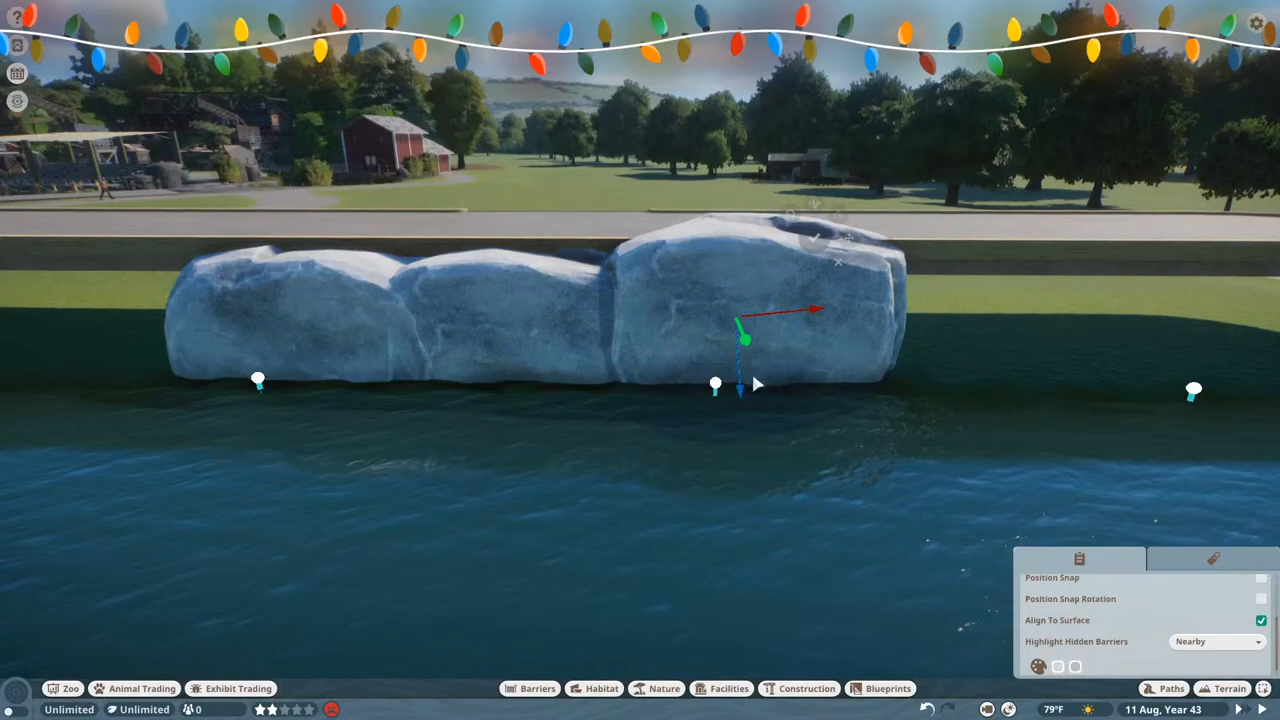 ?
Position Snap
Position Snap Rotation
Align To Surface
Highlight Hidden Barriers Nearby
Zoo Animal Trading Exhibit Trading Barriers Habitat Nature Facilities Construction Blueprints Paths Terrain
Unlimited Unlimited 0 79°F 11 Aug, Year 43